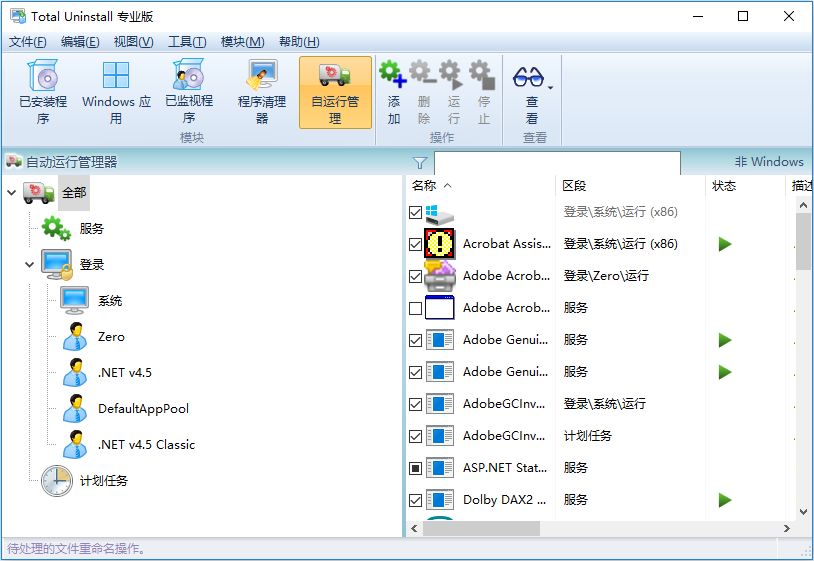 Total Uninstall 专业版
文件(F) 编辑(E) 视图(V) 工具(T) 模块(M) 帮助(H)
已安装程序
Windows 应用
已监视程序
程序清理器
自运行管理
添加
删除
运行
停止
查看
模块
操作
查看
自动运行管理器
非 Windows
全部
服务
登录
系统
Zero
.NET v4.5
DefaultAppPool
.NET v4.5 Classic
计划任务
名称 区段 状态 描述
登录\系统\运行 (x86)
Acrobat Assis... 登录\系统\运行 (x86)
Adobe Acrob... 登录\Zero\运行
Adobe Acrob... 服务
Adobe Genui... 服务
Adobe Genui... 服务
AdobeGCInv... 登录\系统\运行
AdobeGCInv... 计划任务
ASP.NET Stat... 服务
Dolby DAX2 ... 服务
待处理的文件重命名操作。